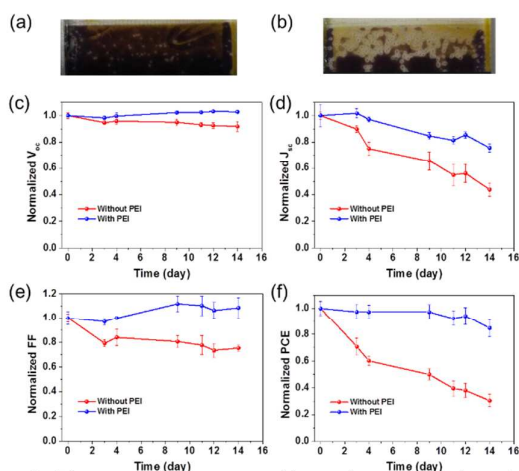 (a)
(b)
(c)
Normalized Voc
1.0
0.8
0.6
0.4
0.2
0.0
Without PEI
With PEI
0 2 4 6 8 10 12 14 16
Time (day)
(d)
Normalized Jsc
1.0
0.8
0.6
0.4
0.2
0.0
Without PEI
With PEI
0 2 4 6 8 10 12 14 16
Time (day)
(e)
Normalized FF
1.2
1.0
0.8
0.6
0.4
0.2
0.0
Without PEI
With PEI
0 2 4 6 8 10 12 14 16
Time (day)
(f)
Normalized PCE
1.0
0.8
0.6
0.4
0.2
0.0
Without PEI
With PEI
0 2 4 6 8 10 12 14 16
Time (day)